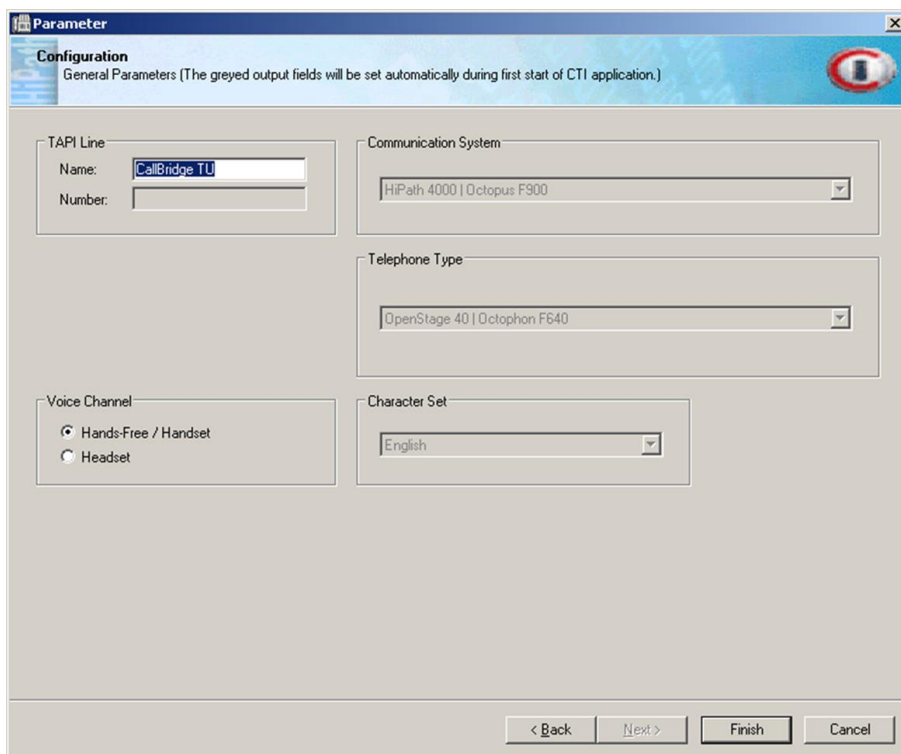 Parameter
Configuration
General Parameters (The greyed output fields will be set automatically during first start of CTI application.)
TAPI Line
Name: CallBridge TU
Number:
Communication System
HiPath 4000 | Octopus F900
Telephone Type
OpenStage 40 | Octophon F640
Voice Channel
Hands-Free / Handset
Headset
Character Set
English
< Back
Next >
Finish
Cancel